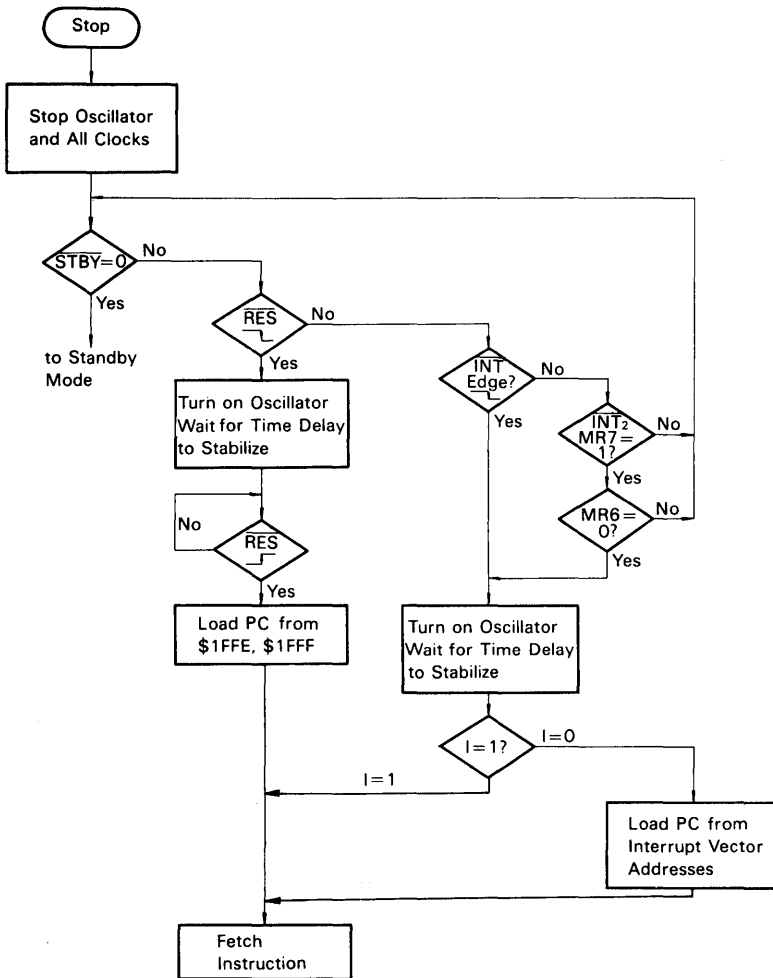 Stop
Stop Oscillator
and All Clocks
STBY=0
No
Yes
to Standby
Mode
RES
No
Yes
Turn on Oscillator
Wait for Time Delay
to Stabilize
No
RES
Yes
Load PC from
$1FFE, $1FFF
INT
Edge?
No
Yes
INT2
MR7=
1?
No
Yes
MR6=
0?
No
Yes
Turn on Oscillator
Wait for Time Delay
to Stabilize
I=1?
I=0
I=1
Load PC from
Interrupt Vector
Addresses
Fetch
Instruction